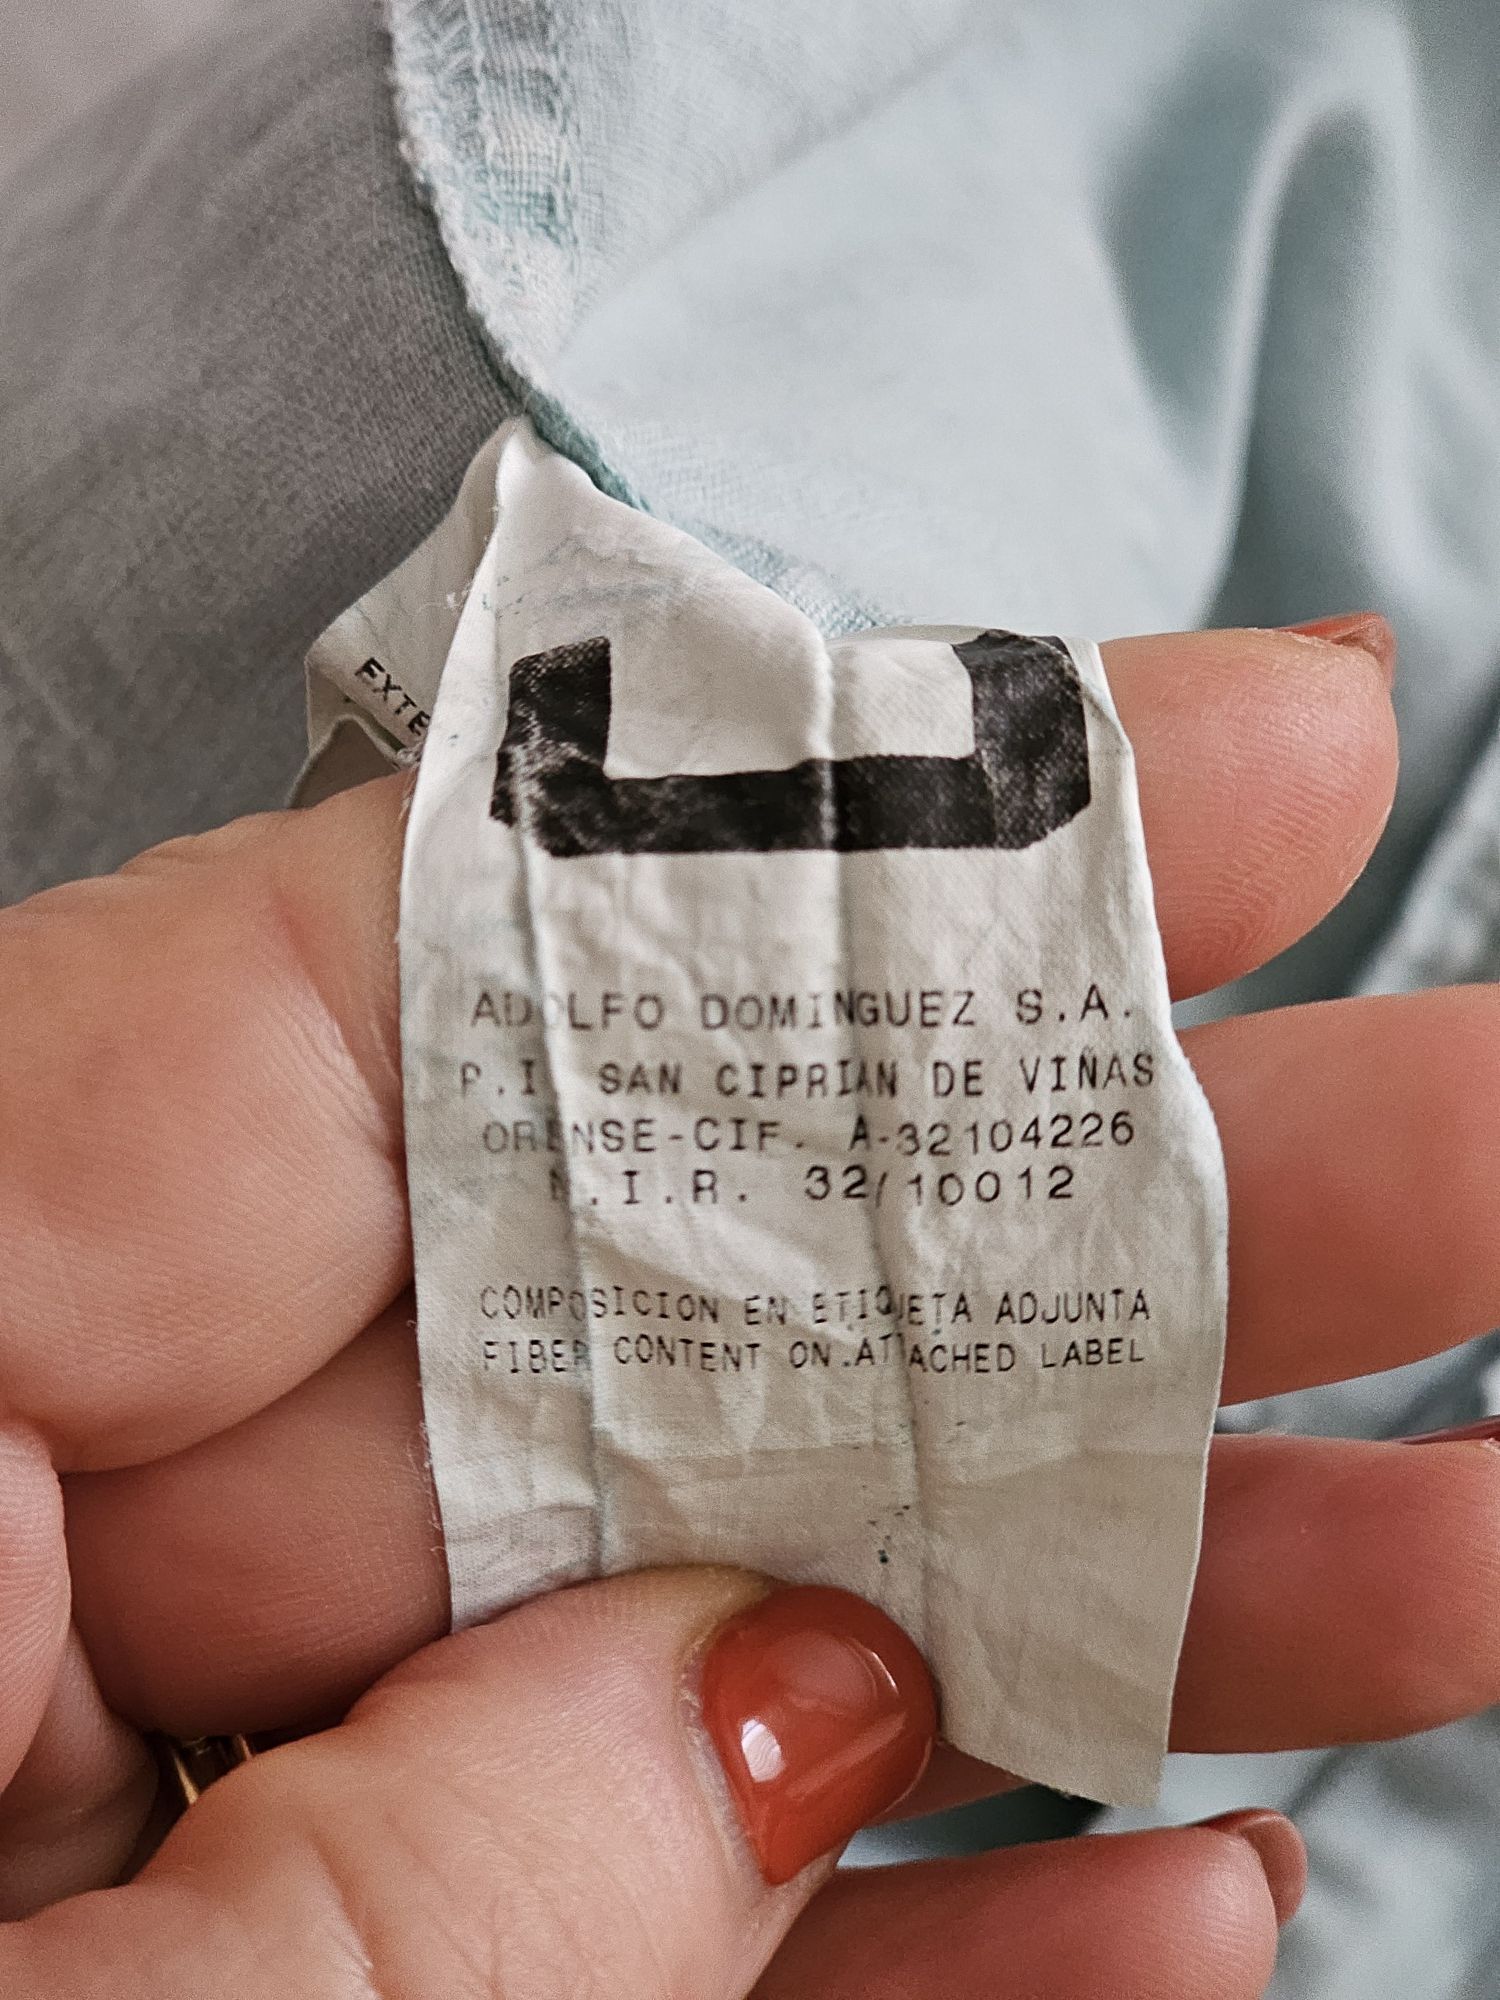 EXTE
ADOLFO DOMINGUEZ S.A.
P.I. SAN CIPRIAN DE VIÑAS
ORENSE-CIF. A-32104226
N.I.R. 32/10012
COMPOSICION EN ETIQUETA ADJUNTA
FIBER CONTENT ON ATTACHED LABEL